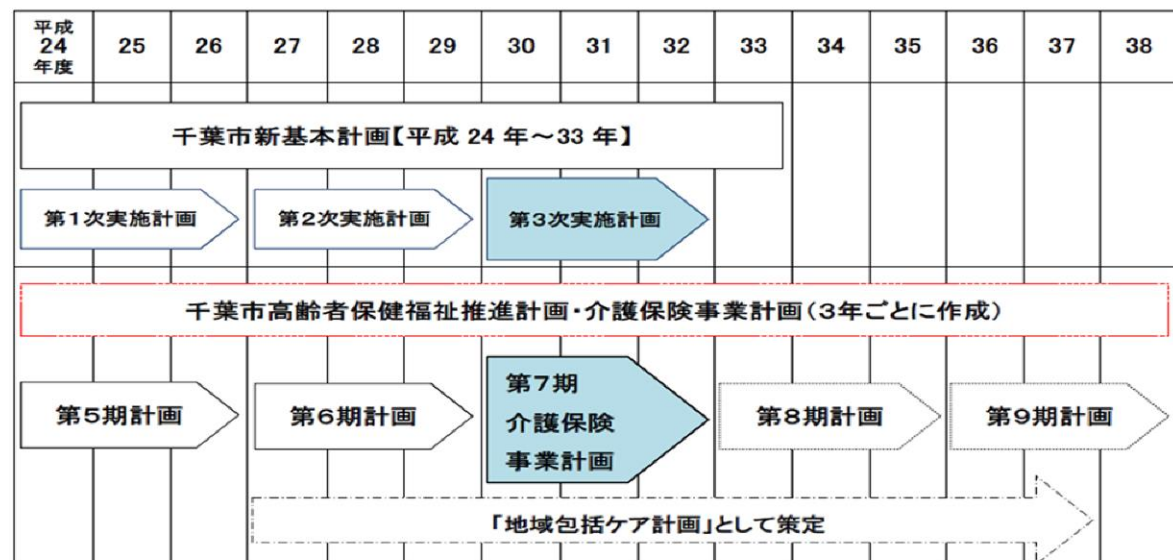 平成
24
年度
25
26
27
28
29
30
31
32
33
34
35
36
37
38
千葉市新基本計画【平成 24 年～33 年】
第1次実施計画
第2次実施計画
第3次実施計画
千葉市高齢者保健福祉推進計画・介護保険事業計画（3年ごとに作成）
第5期計画
第6期計画
第7期
介護保険
事業計画
第8期計画
第9期計画
「地域包括ケア計画」として策定